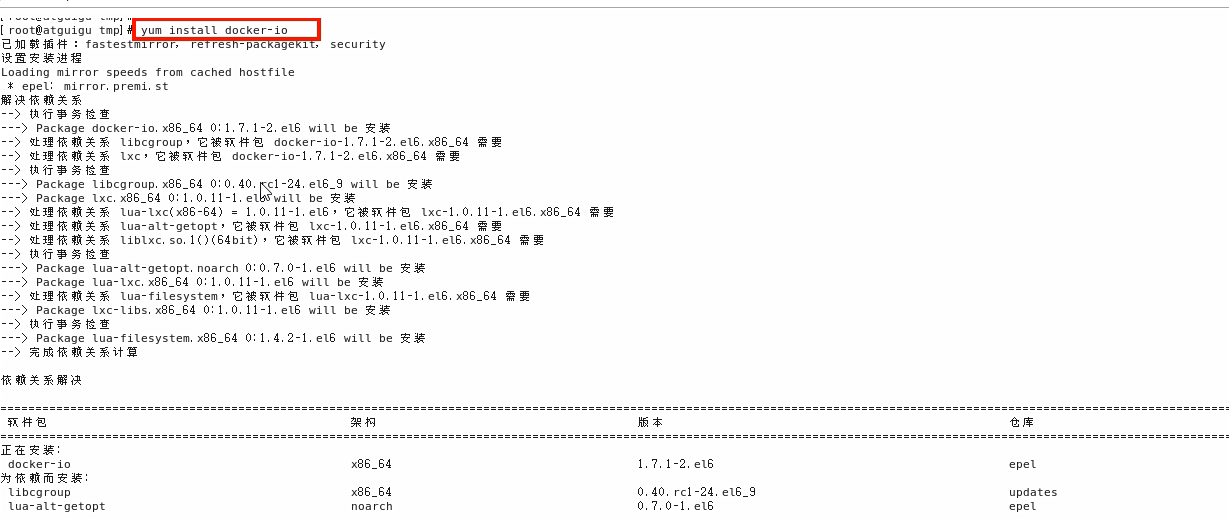 [root@atguigu tmp]# yum install docker-io
已加载插件：fastestmirror, refresh-packagekit, security
设置安装进程
Loading mirror speeds from cached hostfile
 * epel: mirror.premi.st
解决依赖关系
--> 执行事务检查
---> Package docker-io.x86_64 0:1.7.1-2.el6 will be 安装
--> 处理依赖关系 libcgroup，它被软件包 docker-io-1.7.1-2.el6.x86_64 需要
--> 处理依赖关系 lxc，它被软件包 docker-io-1.7.1-2.el6.x86_64 需要
--> 执行事务检查
---> Package libcgroup.x86_64 0:0.40.rc1-24.el6_9 will be 安装
---> Package lxc.x86_64 0:1.0.11-1.el6 will be 安装
--> 处理依赖关系 lua-lxc(x86-64) = 1.0.11-1.el6，它被软件包 lxc-1.0.11-1.el6.x86_64 需要
--> 处理依赖关系 lua-alt-getopt，它被软件包 lxc-1.0.11-1.el6.x86_64 需要
--> 处理依赖关系 liblxc.so.1()(64bit)，它被软件包 lxc-1.0.11-1.el6.x86_64 需要
--> 执行事务检查
---> Package lua-alt-getopt.noarch 0:0.7.0-1.el6 will be 安装
---> Package lua-lxc.x86_64 0:1.0.11-1.el6 will be 安装
--> 处理依赖关系 lua-filesystem，它被软件包 lua-lxc-1.0.11-1.el6.x86_64 需要
---> Package lxc-libs.x86_64 0:1.0.11-1.el6 will be 安装
--> 执行事务检查
---> Package lua-filesystem.x86_64 0:1.4.2-1.el6 will be 安装
--> 完成依赖关系计算
依赖关系解决
软件包 架构 版本 仓库
正在安装:
docker-io x86_64 1.7.1-2.el6 epel
为依赖而安装:
libcgroup x86_64 0.40.rc1-24.el6_9 updates
lua-alt-getopt noarch 0.7.0-1.el6 epel